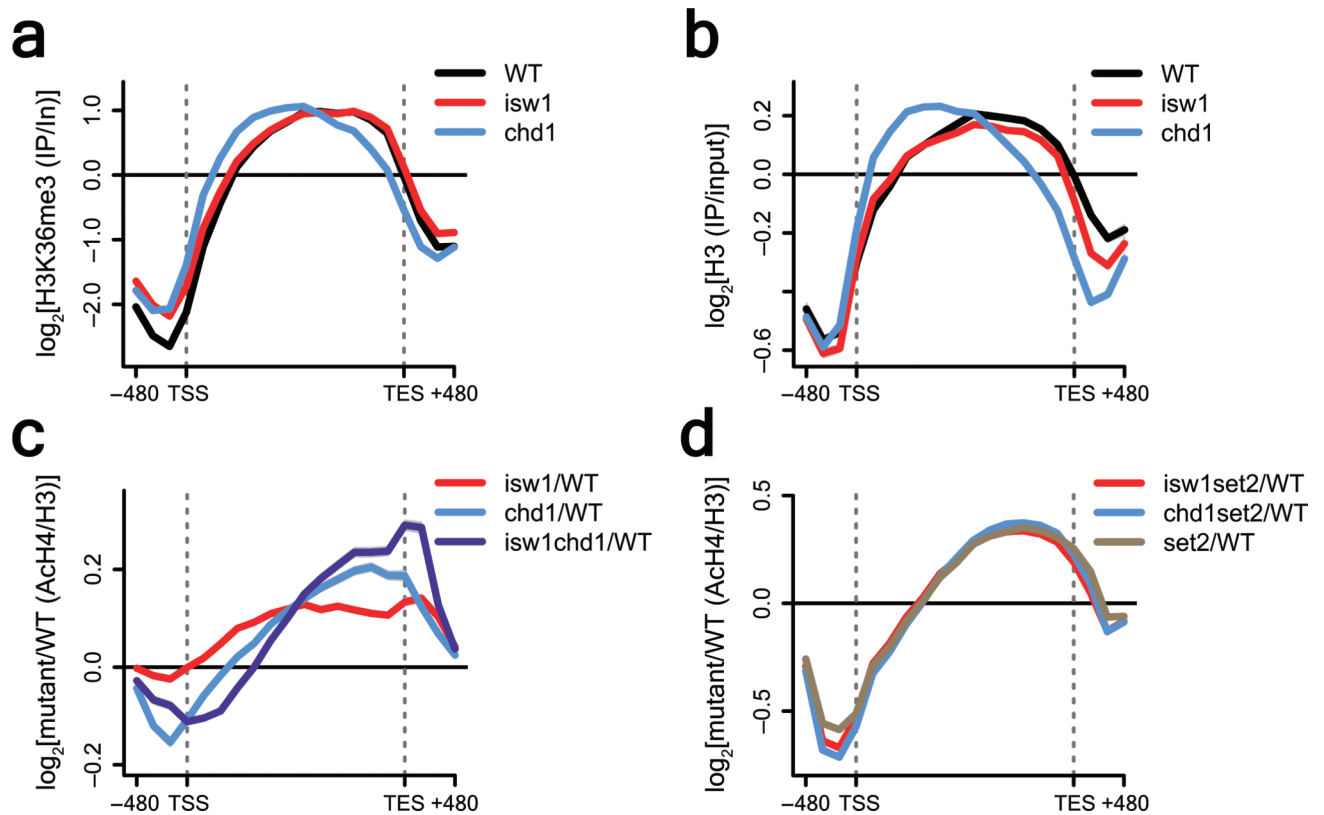 a
WT
isw1
chd1
log2[H3K36me3 (IP/In)]
1.0
0.0
−1.0
−2.0
−480 TSS TES +480
b
WT
isw1
chd1
log2[H3 (IP/input)]
0.2
0.0
−0.2
−0.6
−480 TSS TES +480
c
isw1/WT
chd1/WT
isw1chd1/WT
log2[mutant/WT (AcH4/H3)]
0.2
0.0
−0.2
−480 TSS TES +480
d
isw1set2/WT
chd1set2/WT
set2/WT
log2[mutant/WT (AcH4/H3)]
0.5
0.0
−0.5
−480 TSS TES +480